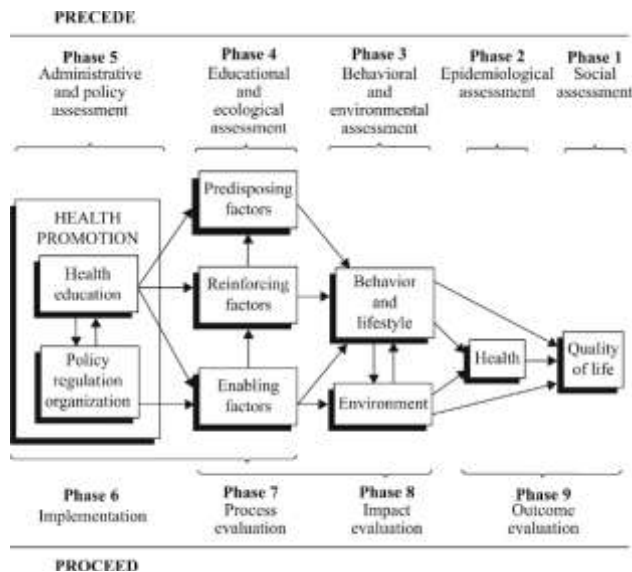 PRECEDE
Phase 5
Administrative
and policy
assessment
Phase 4
Educational
and
ecological
assessment
Phase 3
Behavioral
and
environmental
assessment
Phase 2
Epidemiological
assessment
Phase 1
Social
assessment
HEALTH
PROMOTION
Health
education
Policy
regulation
organization
Predisposing
factors
Reinforcing
factors
Enabling
factors
Behavior
and
lifestyle
Environment
Health
Quality
of life
Phase 6
Implementation
Phase 7
Process
evaluation
Phase 8
Impact
evaluation
Phase 9
Outcome
evaluation
PROCEED